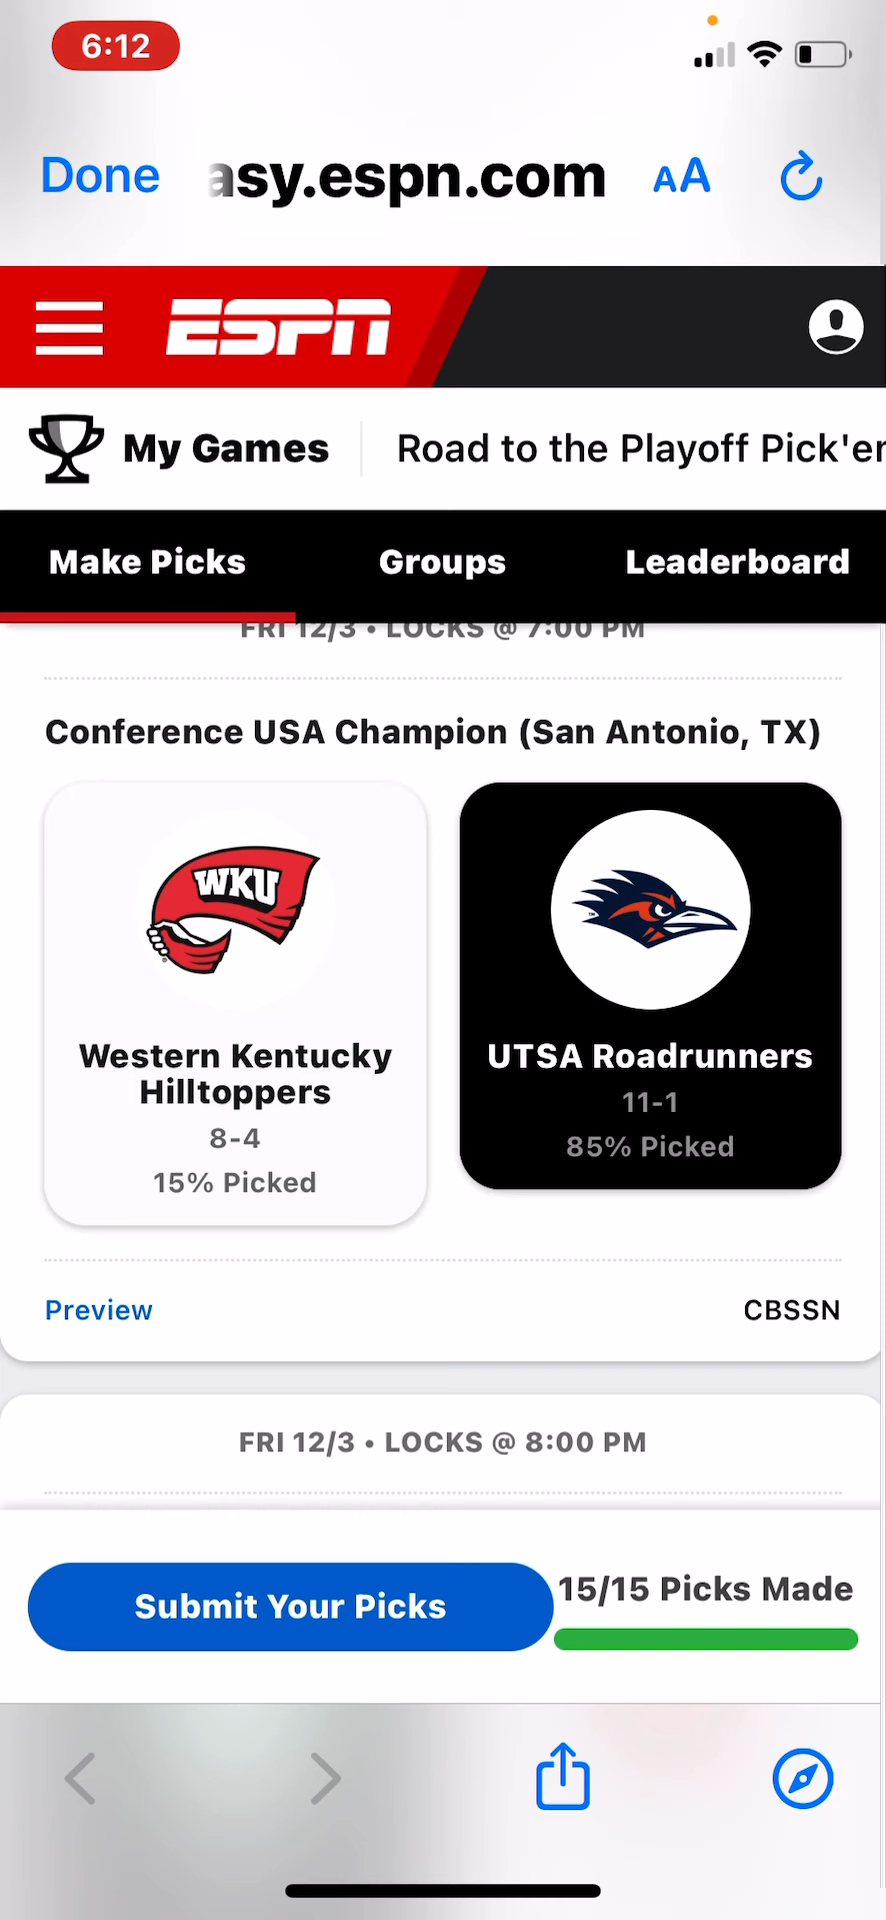 6:12
Done
asy.espn.com
AA
ESPN
My Games
Road to the Playoff Pick'er
Make Picks
Groups
Leaderboard
FRI 12/3 • LOCKS @ 7:00 PM
Conference USA Champion (San Antonio, TX)
WKU
Western Kentucky
Hilltoppers
8-4
15% Picked
UTSA Roadrunners
11-1
85% Picked
Preview
CBSSN
FRI 12/3 • LOCKS @ 8:00 PM
Submit Your Picks
15/15 Picks Made